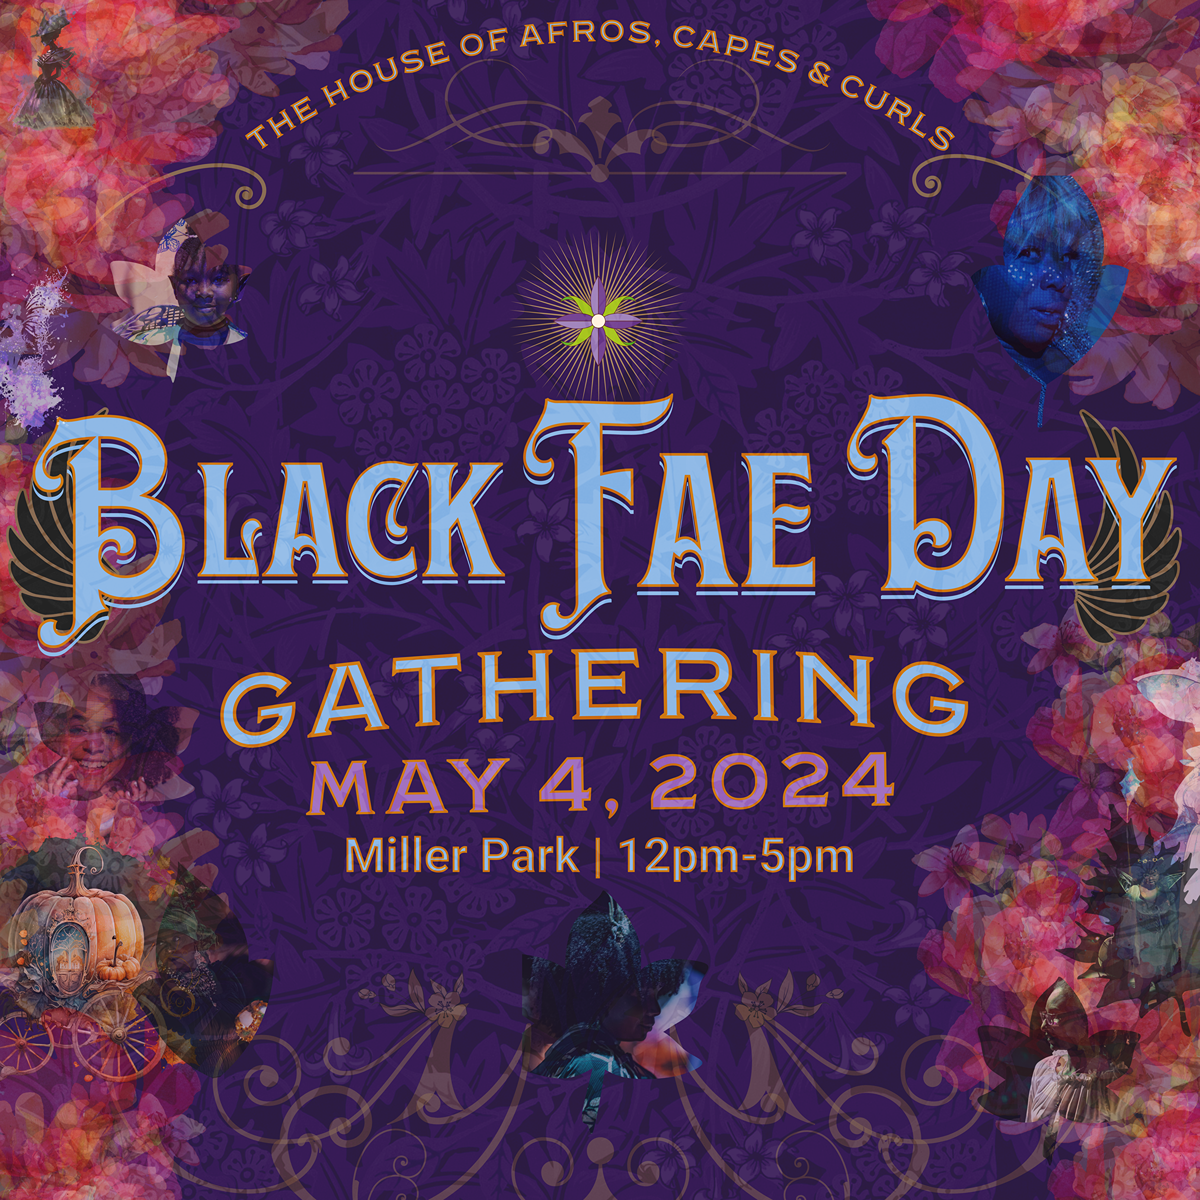 THE HOUSE OF AFROS, CAPES & CURLS
BLACK FAE DAY
GATHERING
MAY 4, 2024
Miller Park | 12pm-5pm